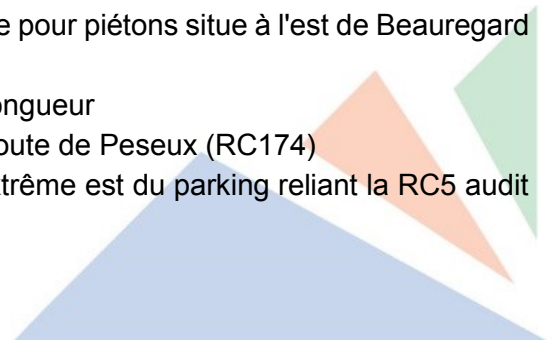 e pour piétons situe à l'est de Beauregard
ongueur
oute de Peseux (RC174)
xtrême est du parking reliant la RC5 audit